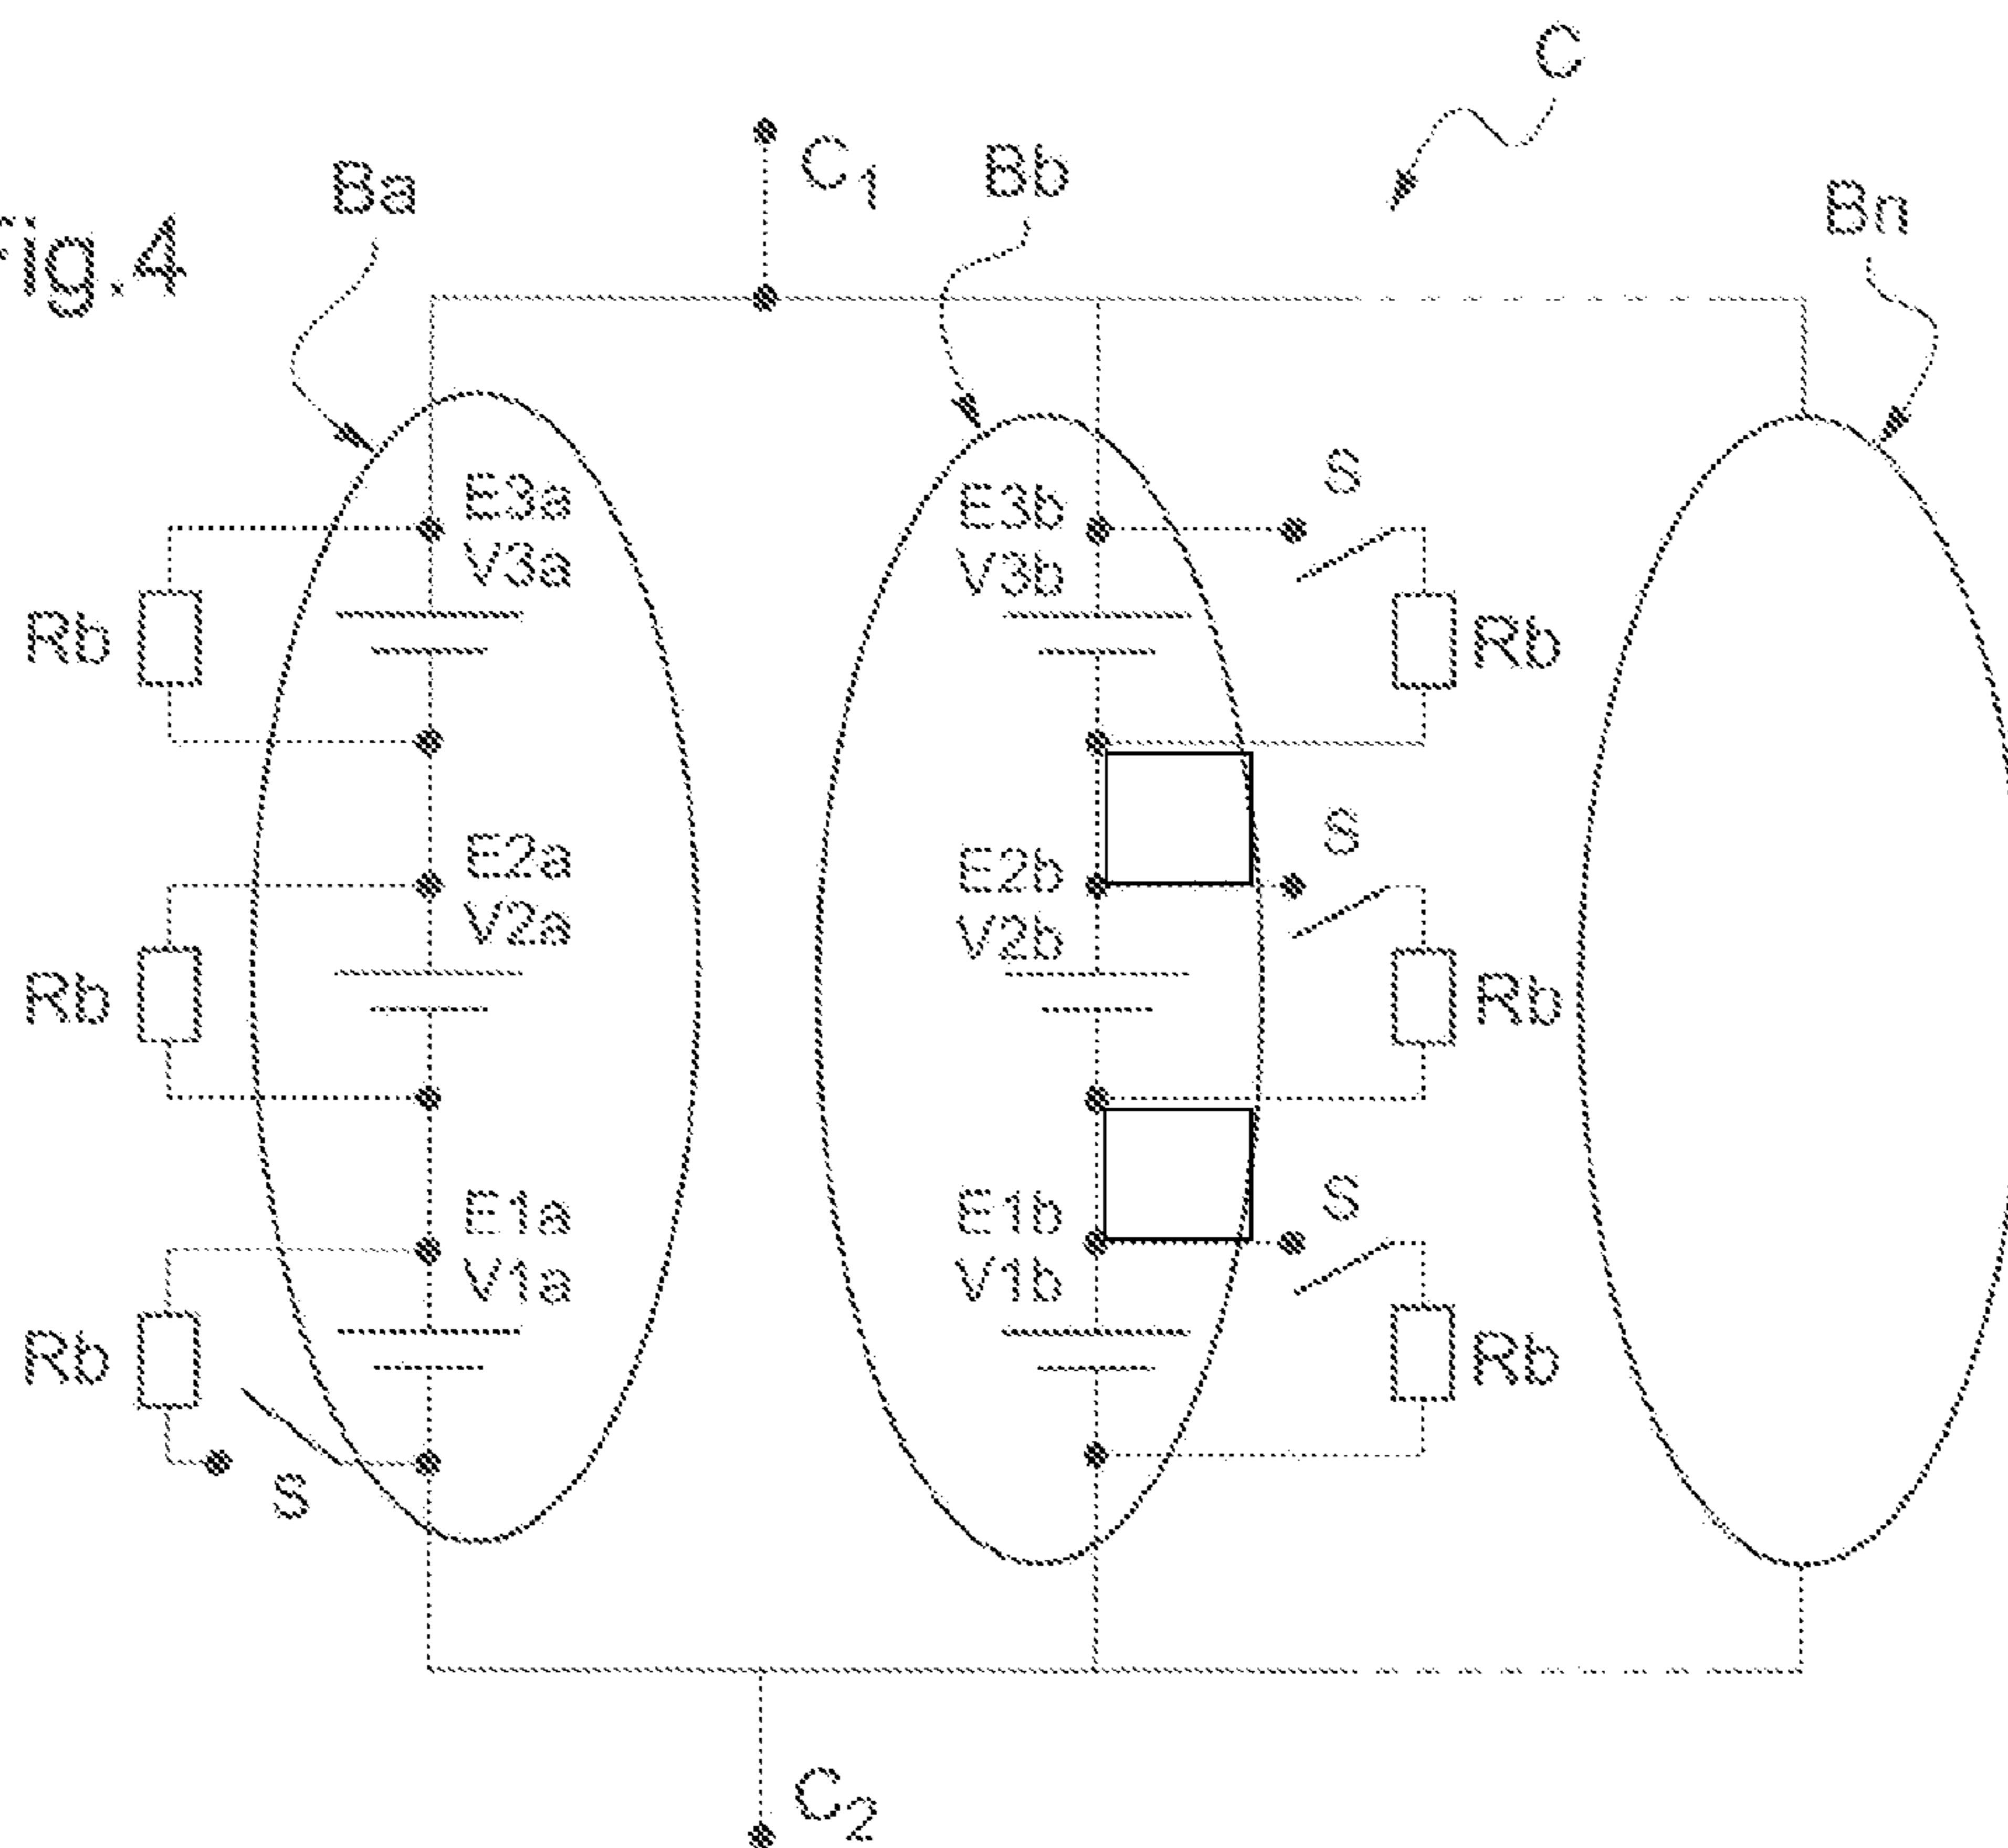 C
C1
Bb
Ba
Bn
Fig.4
E3a
V3a
E3b
V3b
S
Rb
Rb
S
E2a
V2a
E2b
V2b
Rb
Rb
S
E1a
V1a
E1b
V1b
Rb
Rb
S
C2